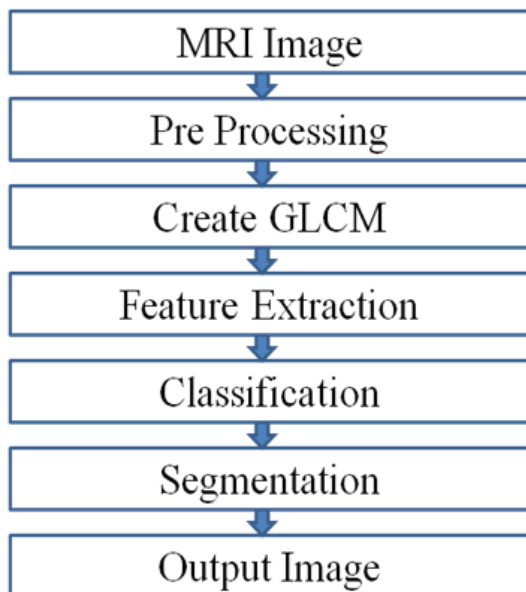 MRI Image
Pre Processing
Create GLCM
Feature Extraction
Classification
Segmentation
Output Image